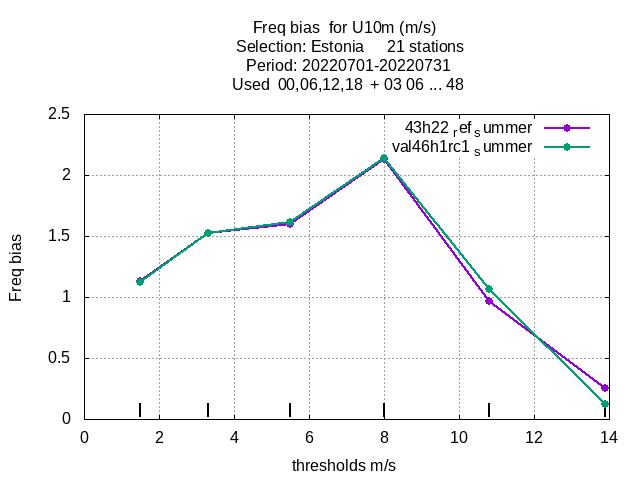 Freq bias  for U10m (m/s)
Selection: Estonia     21 stations
Period: 20220701-20220731
Used  00,06,12,18  + 03 06 ... 48
43h22 ref summer
val46h1rc1 summer
2.5
2
1.5
1
0.5
0
Freq bias
0 2 4 6 8 10 12 14
thresholds m/s